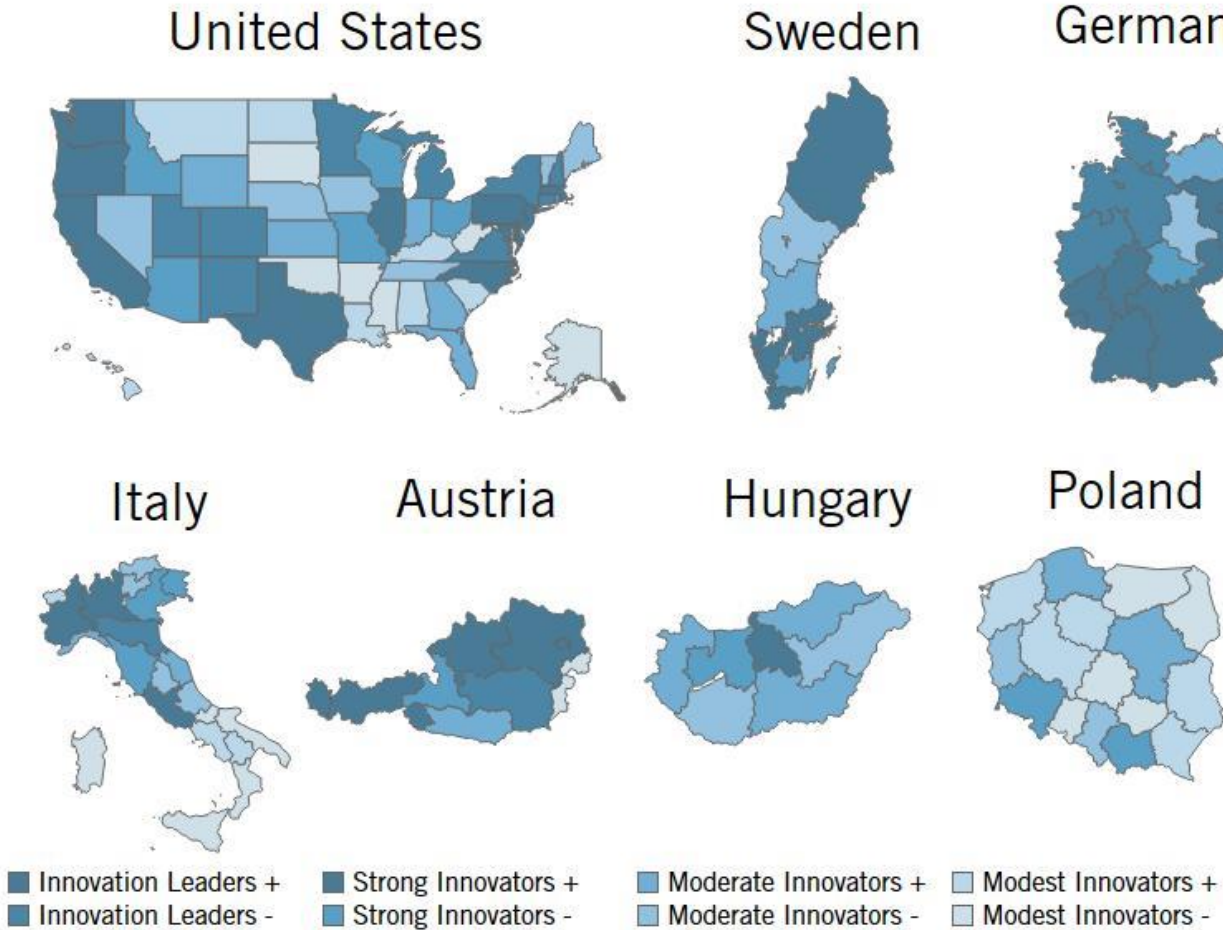 United States
Sweden
German
Italy
Austria
Hungary
Poland
Innovation Leaders +
Strong Innovators +
Moderate Innovators +
Modest Innovators +
Innovation Leaders -
Strong Innovators -
Moderate Innovators -
Modest Innovators -